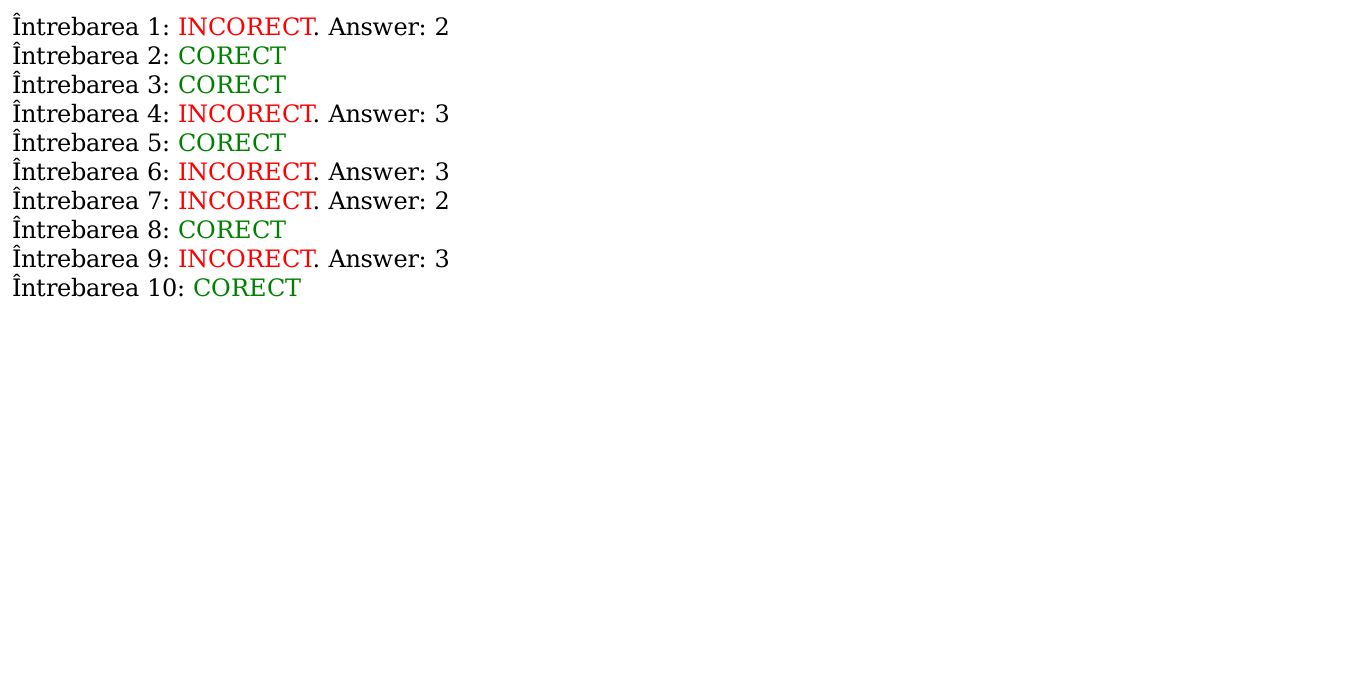 Întrebarea 1: INCORECT. Answer: 2
Întrebarea 2: CORECT
Întrebarea 3: CORECT
Întrebarea 4: INCORECT. Answer: 3
Întrebarea 5: CORECT
Întrebarea 6: INCORECT. Answer: 3
Întrebarea 7: INCORECT. Answer: 2
Întrebarea 8: CORECT
Întrebarea 9: INCORECT. Answer: 3
Întrebarea 10: CORECT